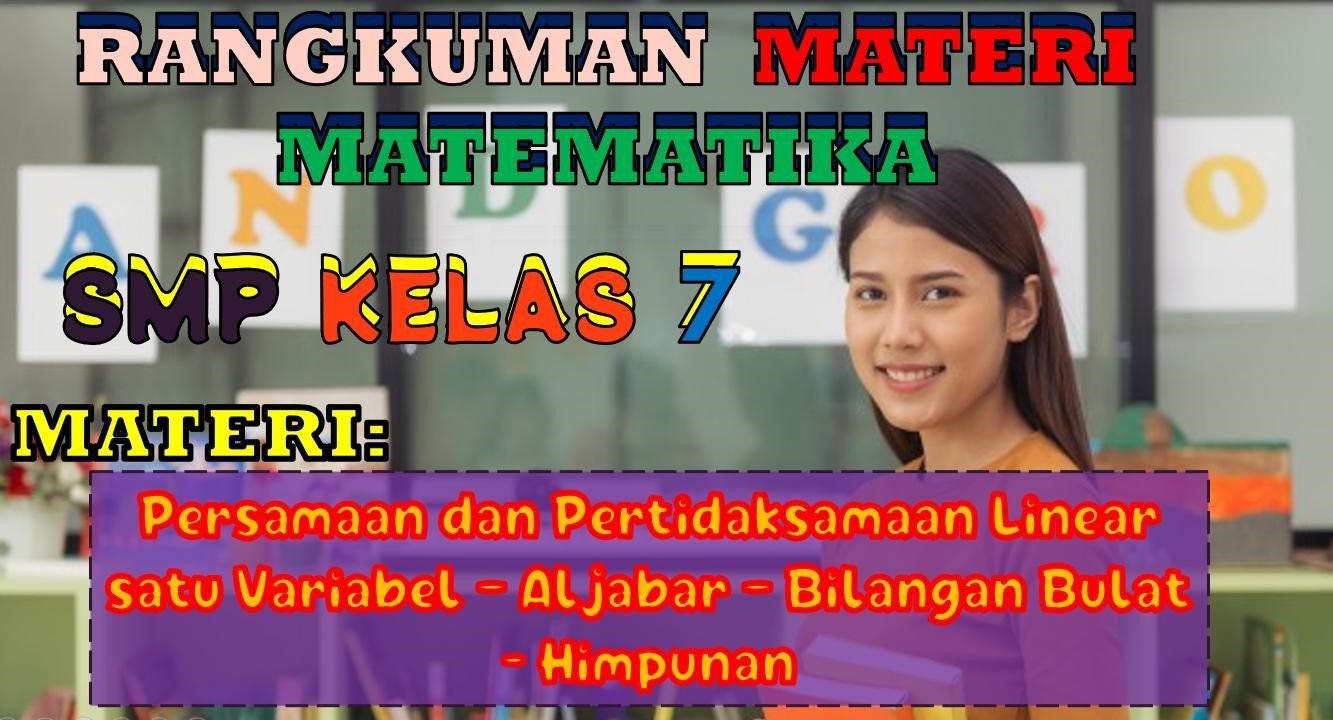 RANGKUMAN MATERI
MATEMATIKA
A N D G O
SMP KELAS 7
MATERI:
Persamaan dan Pertidaksamaan Linear
satu Variabel - Aljabar - Bilangan Bulat
- Himpunan